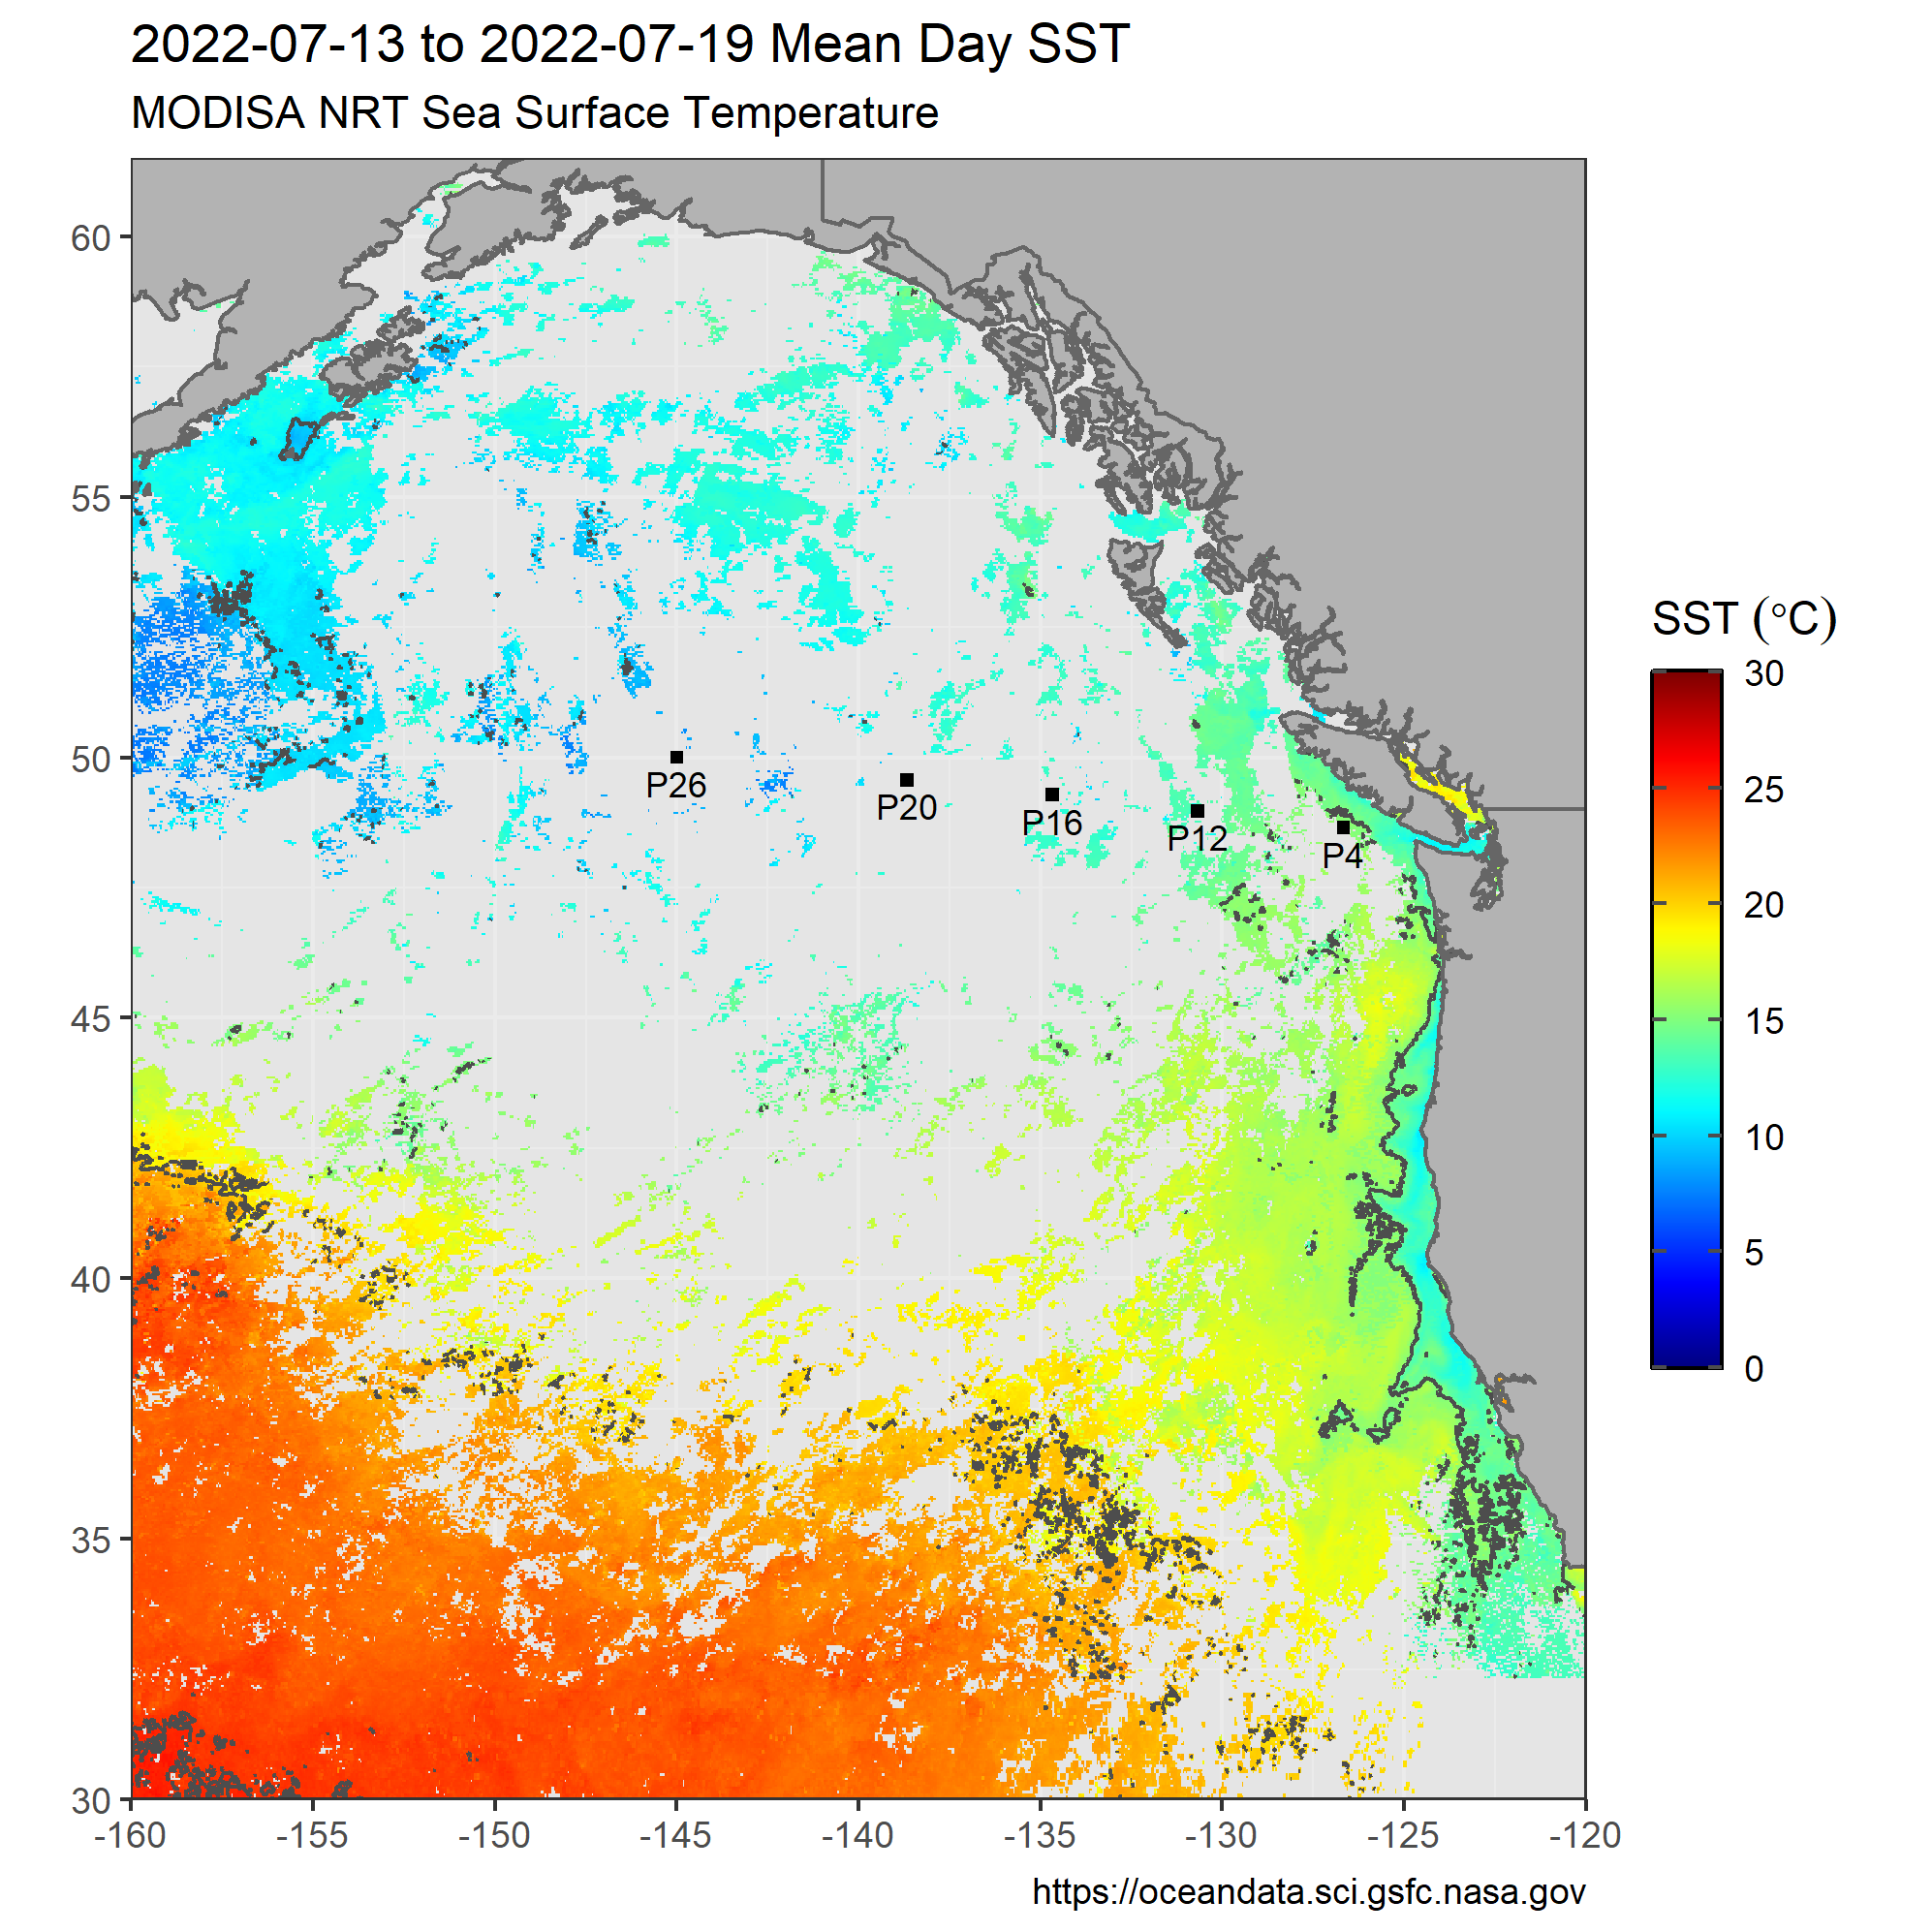 2022-07-13 to 2022-07-19 Mean Day SST
MODISA NRT Sea Surface Temperature
60
55
50
45
40
35
30
-160
-155
-150
-145
-140
-135
-130
-125
-120
P26
P20
P16
P12
P4
SST (°C)
30
25
20
15
10
5
0
https://oceandata.sci.gsfc.nasa.gov